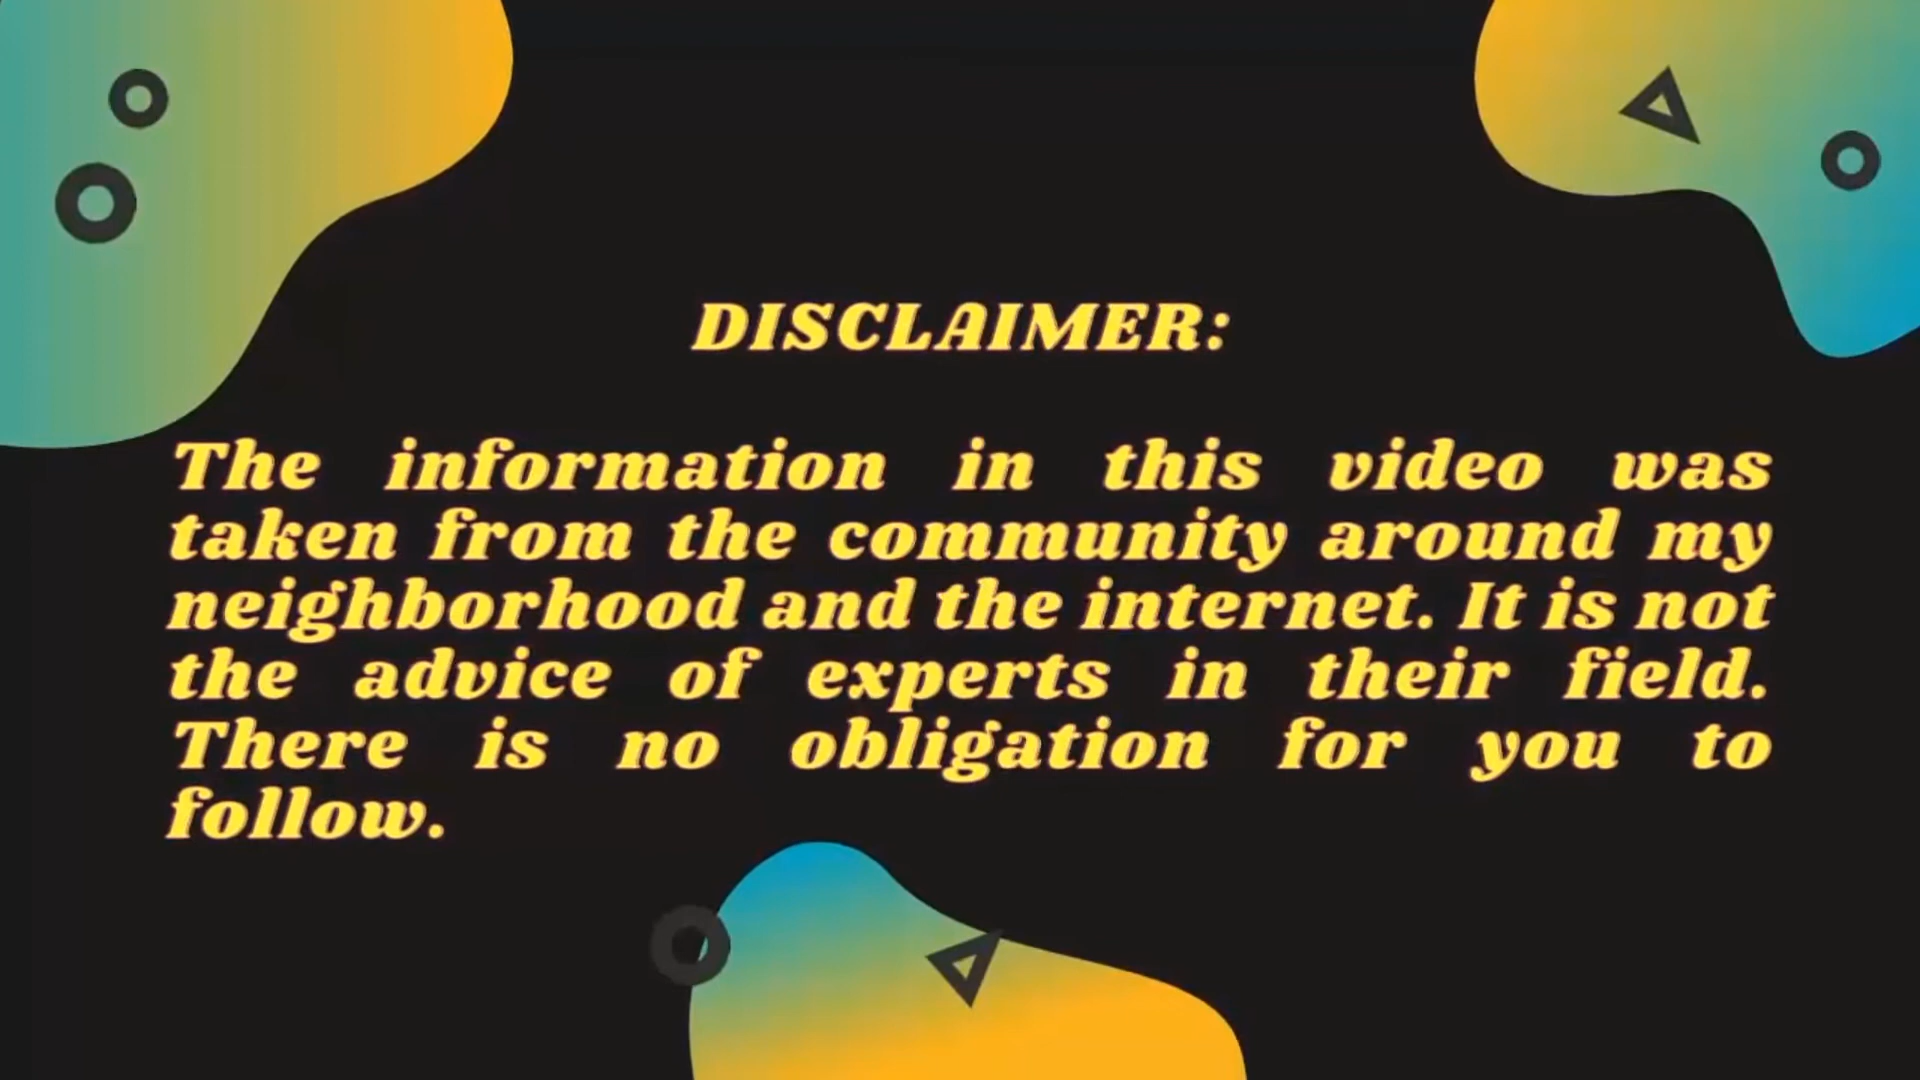 DISCLAIMER:
The information in this video was
taken from the community around my
neighborhood and the internet. It is not
the advice of experts in their field.
There is no obligation for you to
follow.